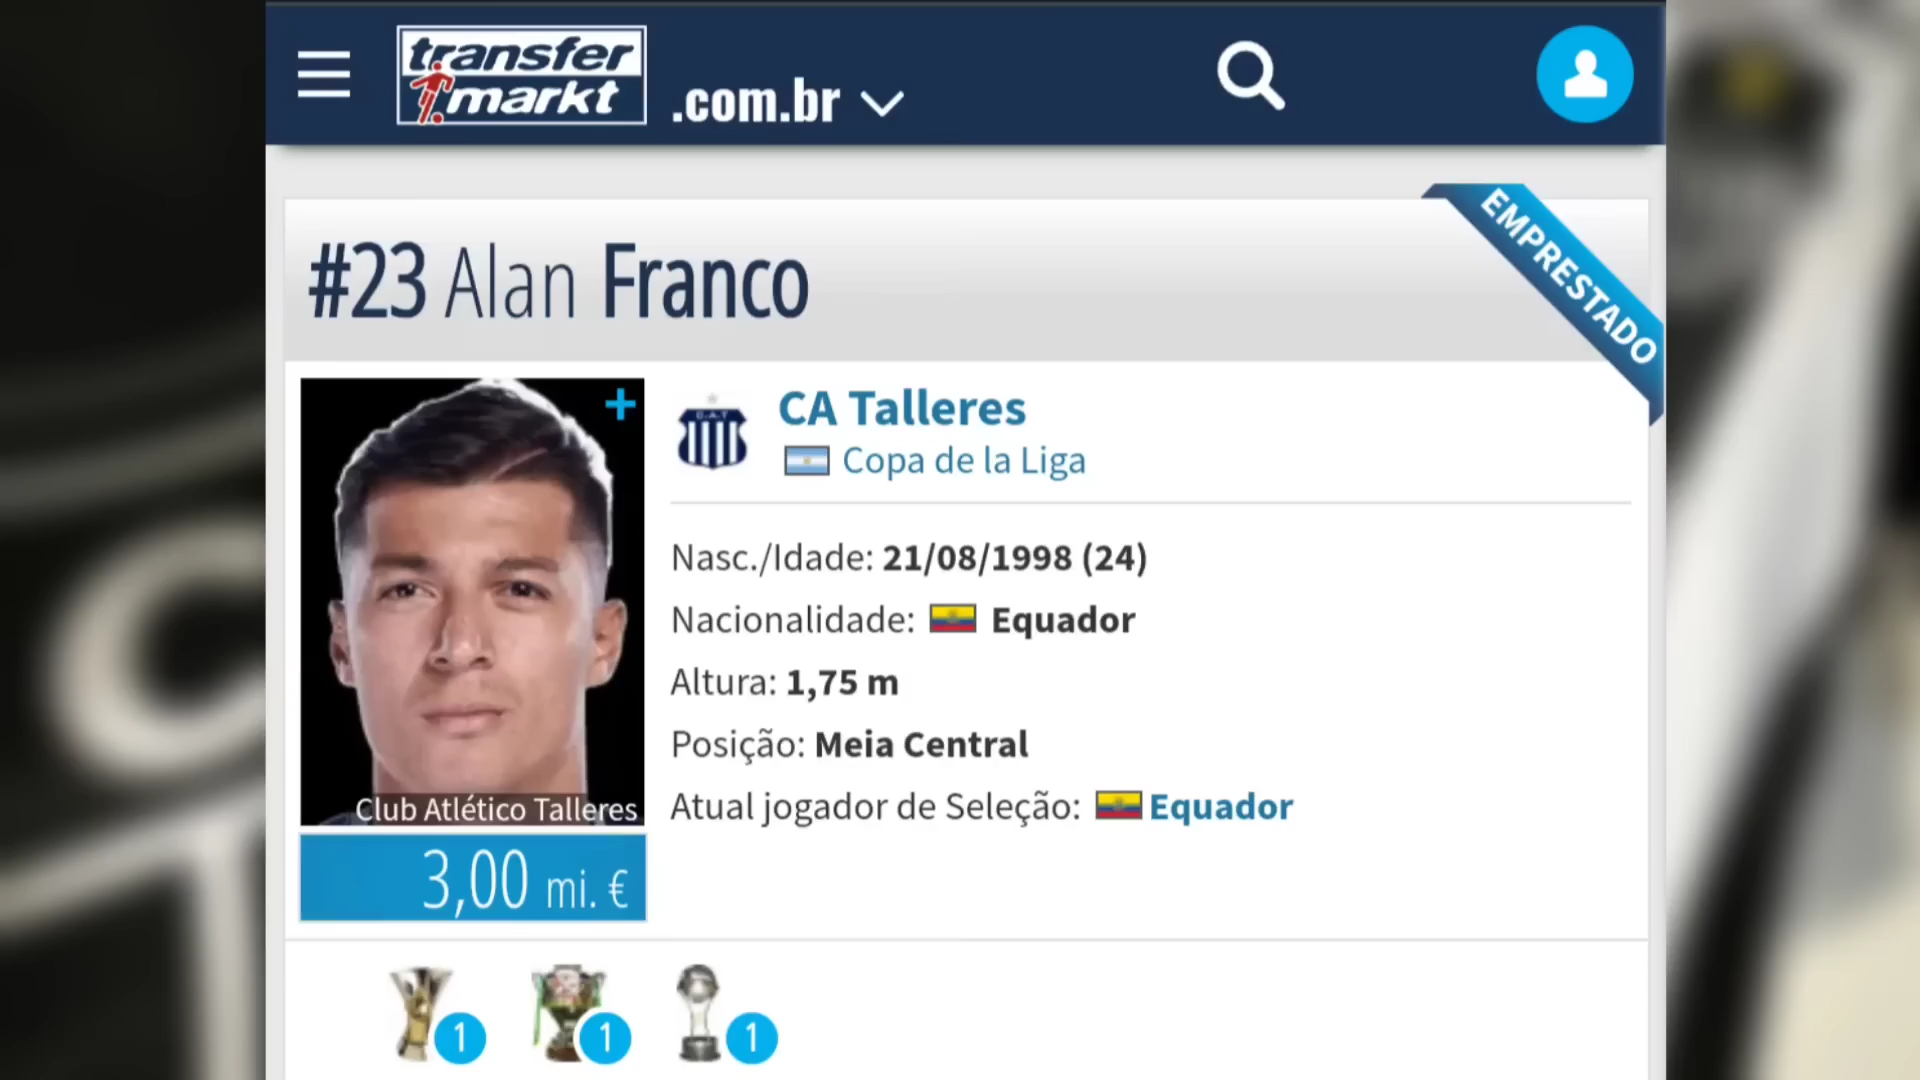 transfer
markt
.com.br
EMPRESTADO
#23 Alan Franco
CA Talleres
C.A.T
Copa de la Liga
Nasc./Idade: 21/08/1998 (24)
Nacionalidade: Equador
Altura: 1,75 m
Posição: Meia Central
Atual jogador de Seleção: Equador
Club Atlético Talleres
3,00 mi. €
1
1
1